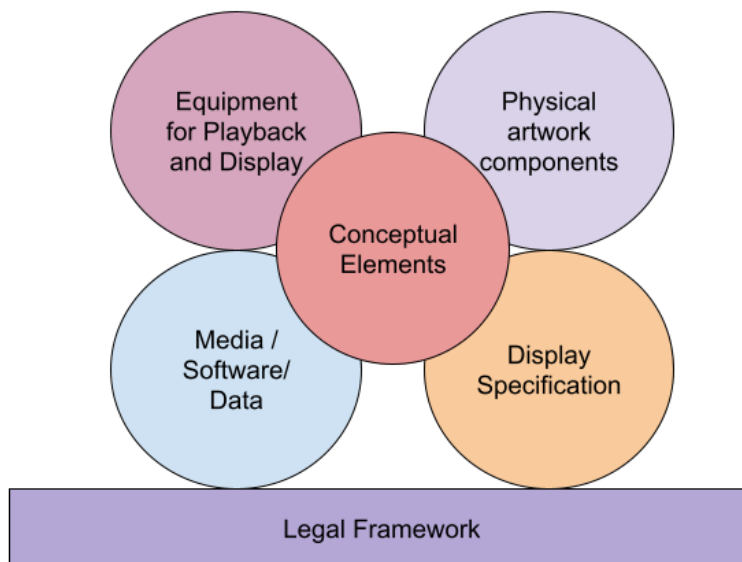 Equipment
for Playback
and Display
Physical
artwork
components
Conceptual
Elements
Media /
Software/
Data
Display
Specification
Legal Framework